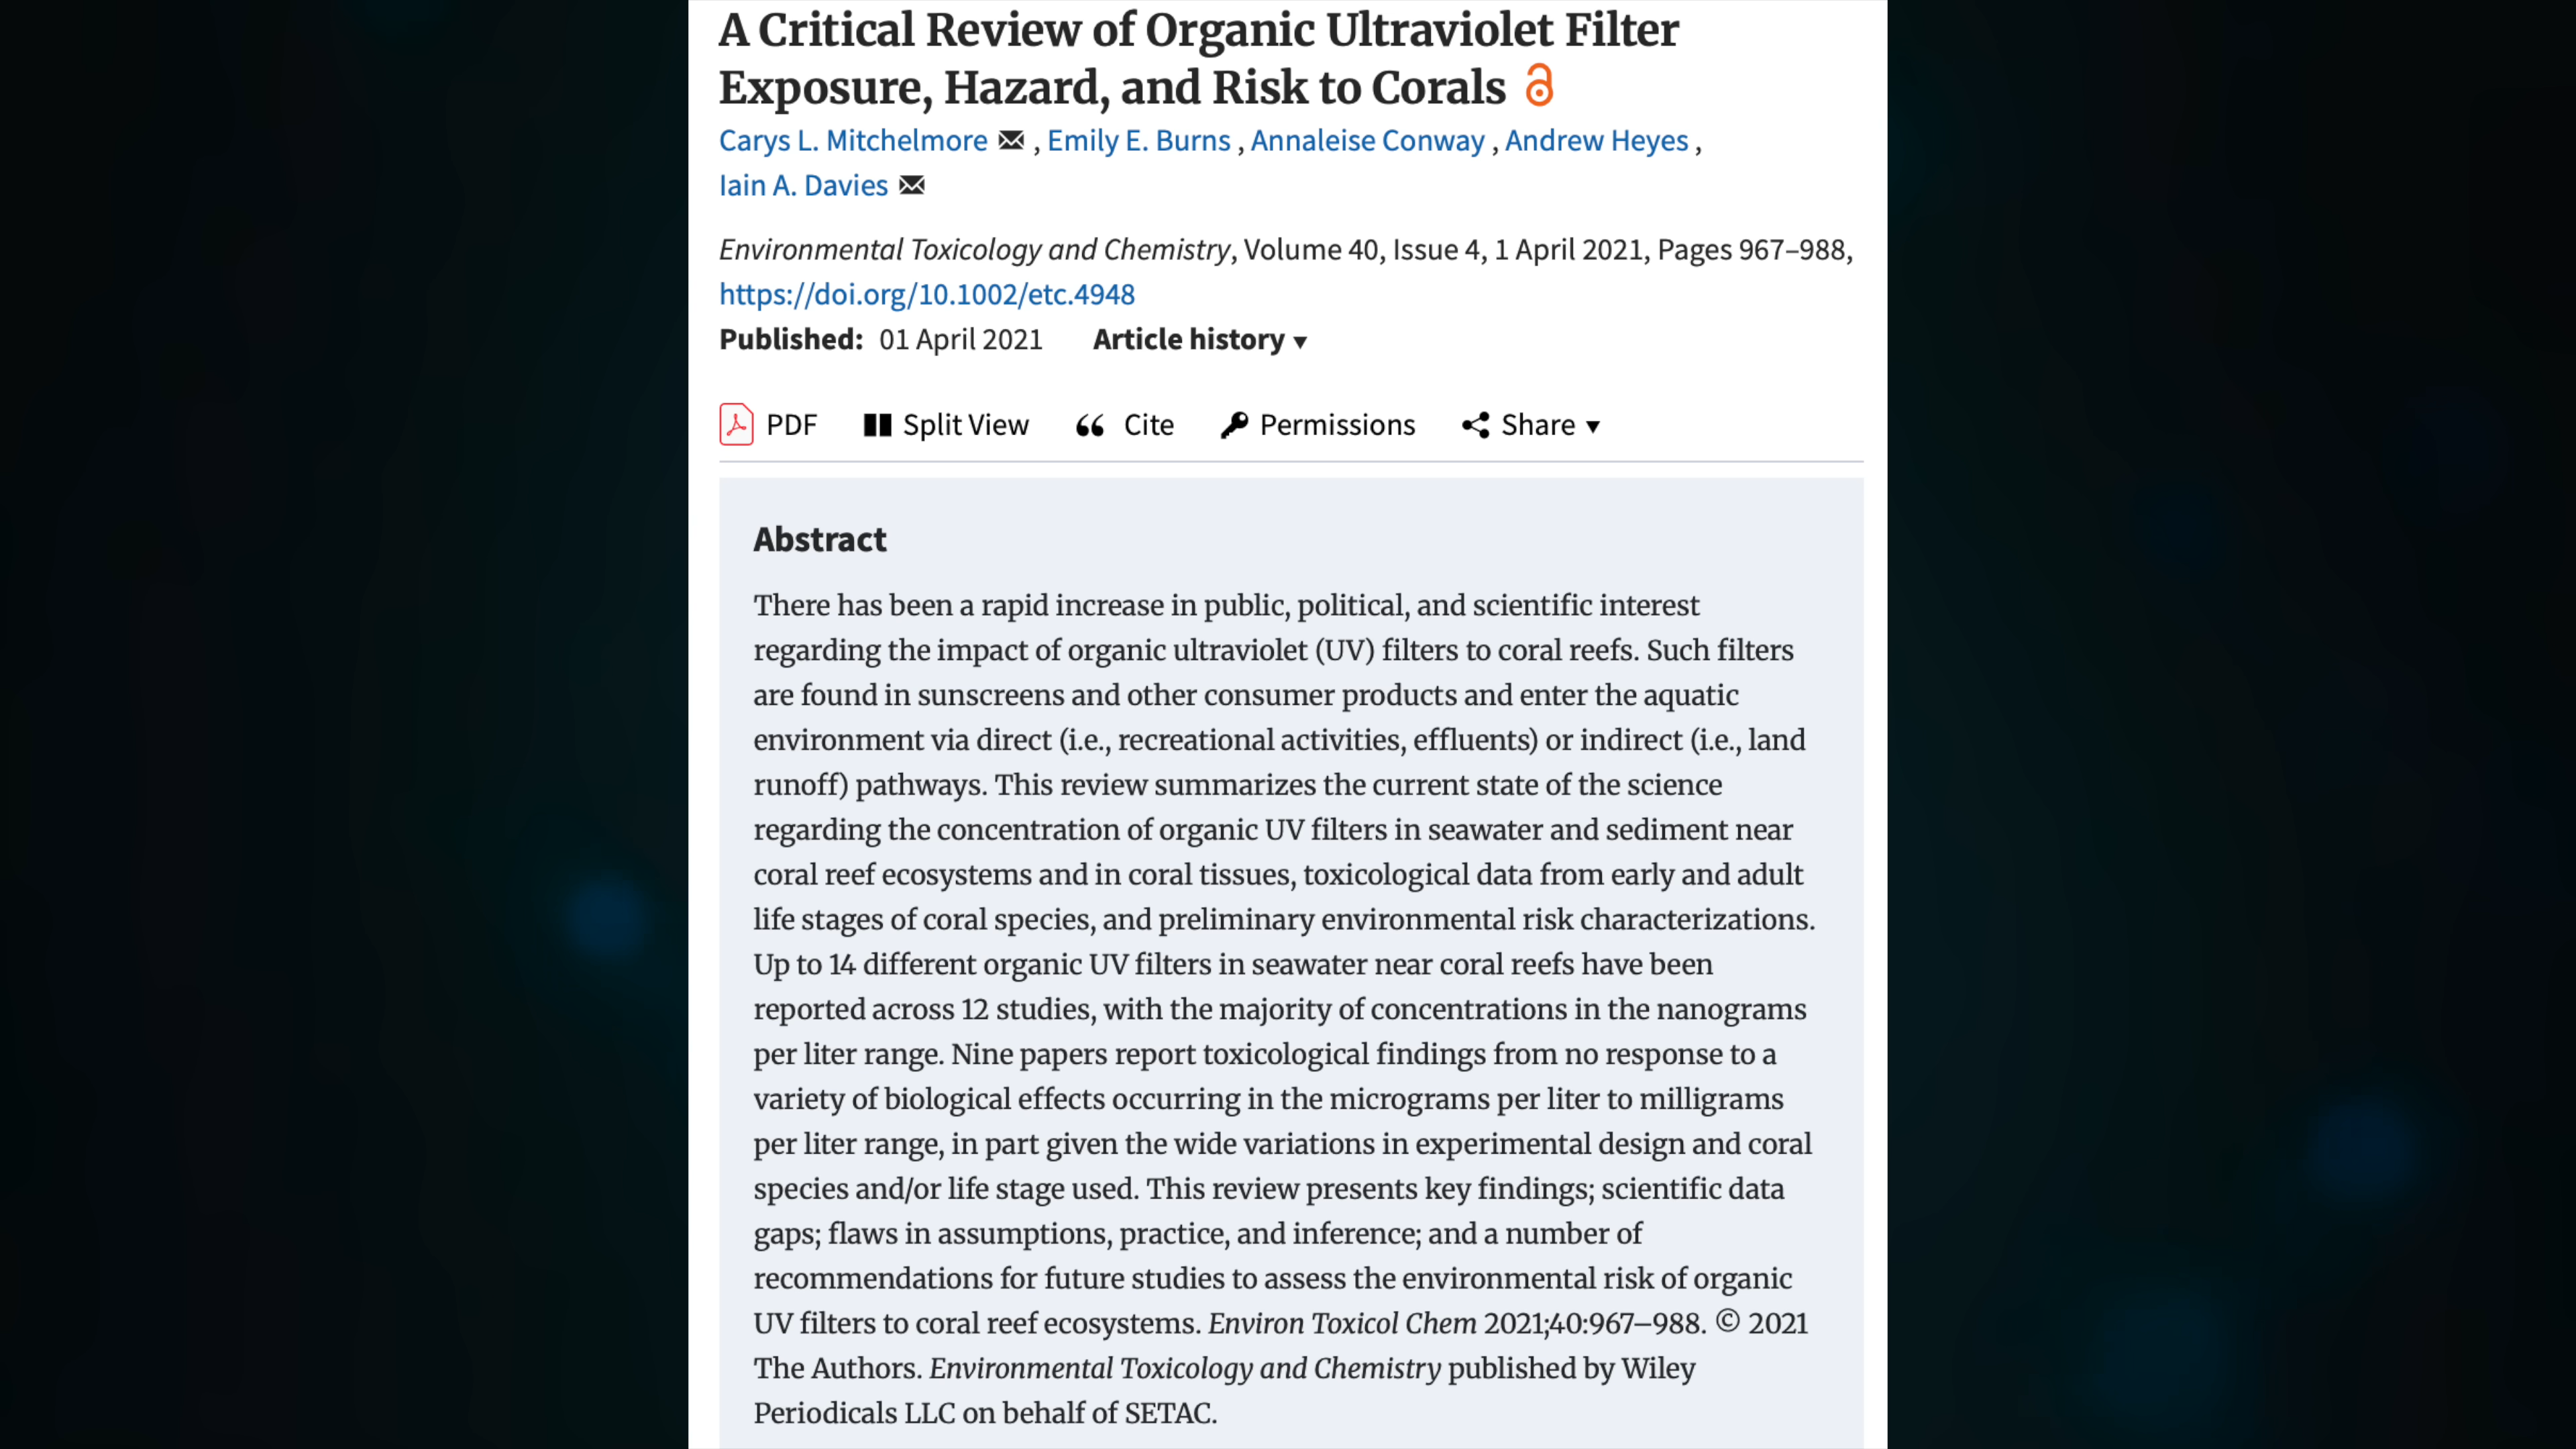 A Critical Review of Organic Ultraviolet Filter
Exposure, Hazard, and Risk to Corals
Carys L. Mitchelmore , Emily E. Burns , Annaleise Conway , Andrew Heyes ,
Iain A. Davies
Environmental Toxicology and Chemistry, Volume 40, Issue 4, 1 April 2021, Pages 967–988,
https://doi.org/10.1002/etc.4948
Published: 01 April 2021 Article history ▼
PDF Split View Cite Permissions Share ▼
Abstract
There has been a rapid increase in public, political, and scientific interest
regarding the impact of organic ultraviolet (UV) filters to coral reefs. Such filters
are found in sunscreens and other consumer products and enter the aquatic
environment via direct (i.e., recreational activities, effluents) or indirect (i.e., land
runoff) pathways. This review summarizes the current state of the science
regarding the concentration of organic UV filters in seawater and sediment near
coral reef ecosystems and in coral tissues, toxicological data from early and adult
life stages of coral species, and preliminary environmental risk characterizations.
Up to 14 different organic UV filters in seawater near coral reefs have been
reported across 12 studies, with the majority of concentrations in the nanograms
per liter range. Nine papers report toxicological findings from no response to a
variety of biological effects occurring in the micrograms per liter to milligrams
per liter range, in part given the wide variations in experimental design and coral
species and/or life stage used. This review presents key findings; scientific data
gaps; flaws in assumptions, practice, and inference; and a number of
recommendations for future studies to assess the environmental risk of organic
UV filters to coral reef ecosystems. Environ Toxicol Chem 2021;40:967–988. © 2021
The Authors. Environmental Toxicology and Chemistry published by Wiley
Periodicals LLC on behalf of SETAC.